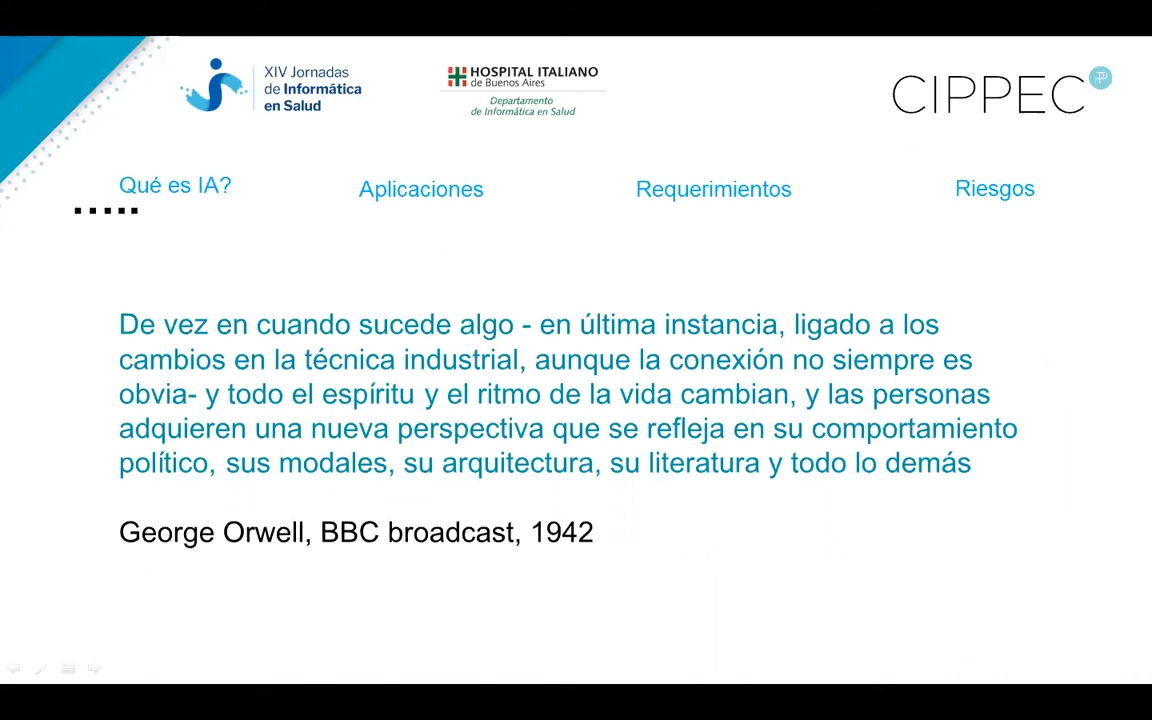 XIV Jornadas
de Informática
en Salud
HOSPITAL ITALIANO
de Buenos Aires
Departamento
de Informática en Salud
CIPPEC
Qué es IA?
Aplicaciones
Requerimientos
Riesgos
De vez en cuando sucede algo - en última instancia, ligado a los
cambios en la técnica industrial, aunque la conexión no siempre es
obvia- y todo el espíritu y el ritmo de la vida cambian, y las personas
adquieren una nueva perspectiva que se refleja en su comportamiento
político, sus modales, su arquitectura, su literatura y todo lo demás
George Orwell, BBC broadcast, 1942